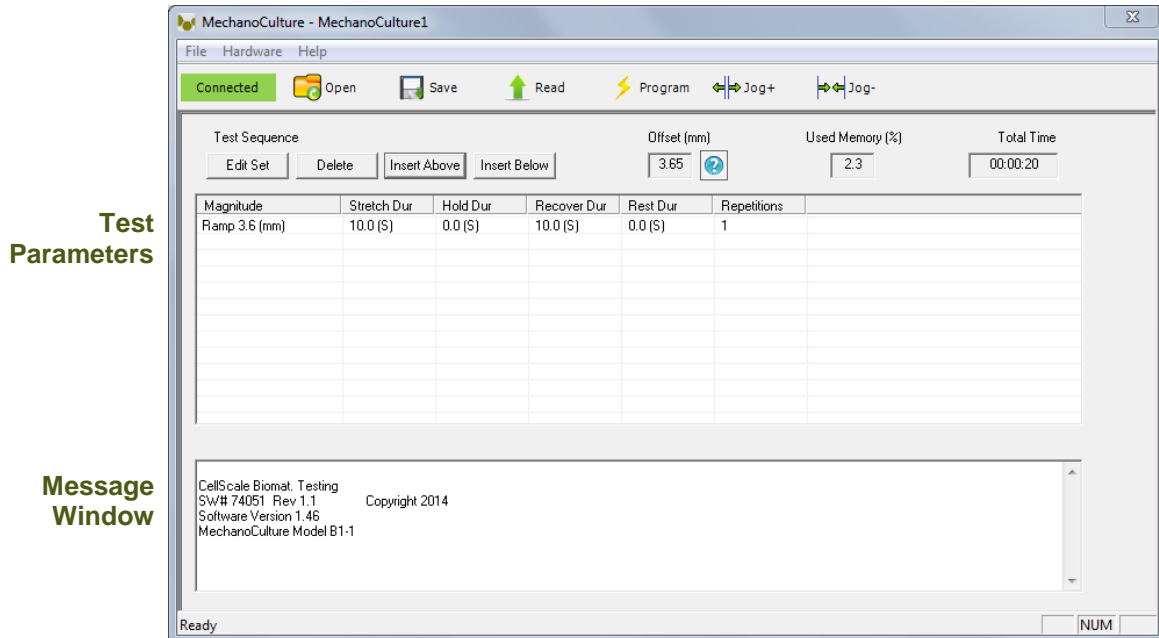 MechanoCulture - MechanoCulture1
File Hardware Help
Connected Open Save Read Program Jog+ Jog-
Test Sequence Offset (mm) Used Memory (%) Total Time
Edit Set Delete Insert Above Insert Below 3.65 ? 2.3 00:00:20
Magnitude Stretch Dur Hold Dur Recover Dur Rest Dur Repetitions
Ramp 3.6 (mm) 10.0 (S) 0.0 (S) 10.0 (S) 0.0 (S) 1
Test
Parameters
Message
Window
CellScale Biomat. Testing
SW# 74051 Rev 1.1 Copyright 2014
Software Version 1.46
MechanoCulture Model B1-1
Ready NUM